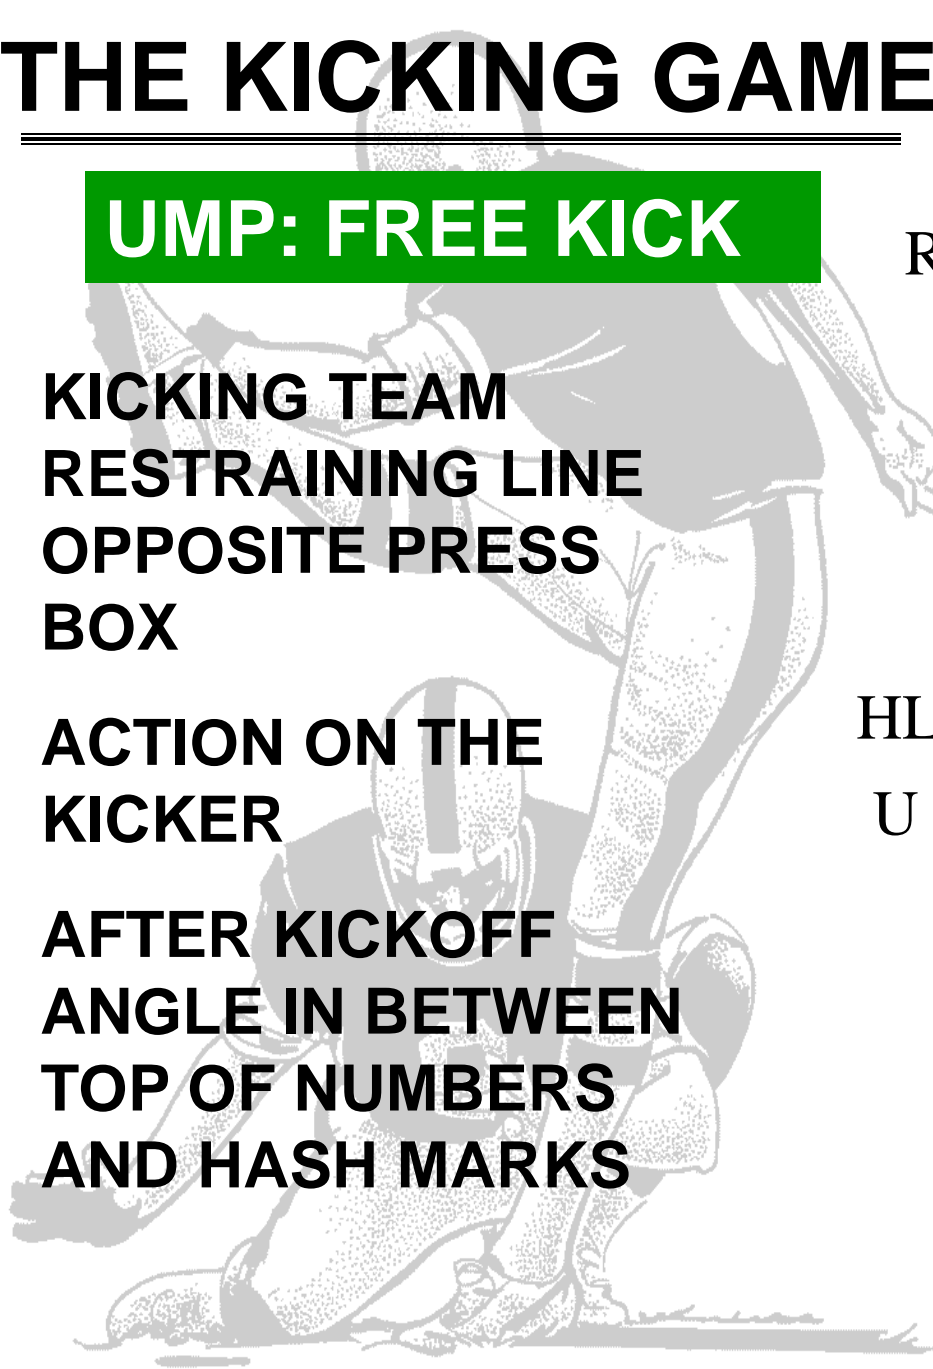 THE KICKING GAME
UMP: FREE KICK
R
KICKING TEAM
RESTRAINING LINE
OPPOSITE PRESS
BOX
HL
ACTION ON THE
KICKER
U
AFTER KICKOFF
ANGLE IN BETWEEN
TOP OF NUMBERS
AND HASH MARKS